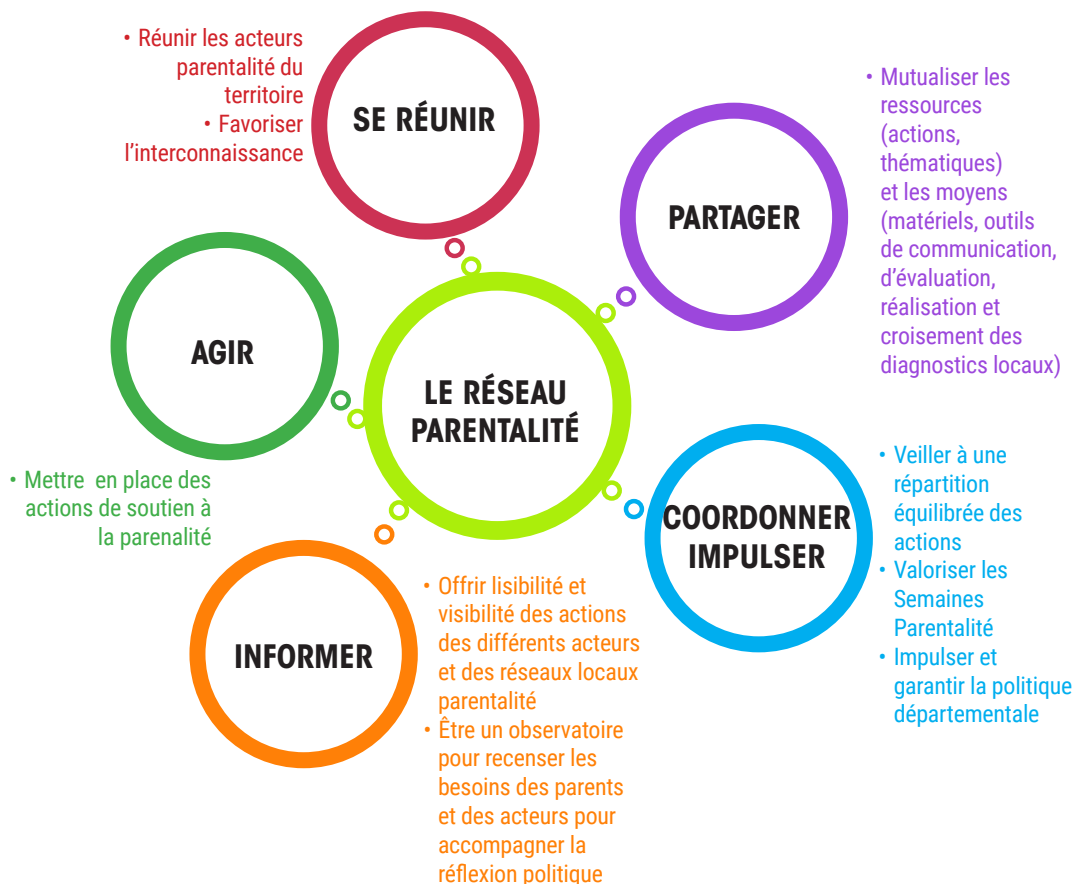 • Réunir les acteurs
parentalité du
territoire
• Favoriser
l'interconnaissance
SE RÉUNIR
• Mutualiser les
ressources
(actions,
thématiques)
et les moyens
(matériels, outils
de communication,
d'évaluation,
réalisation et
croisement des
diagnostics locaux)
PARTAGER
AGIR
• Mettre en place des
actions de soutien à
la parenalité
LE RÉSEAU
PARENTALITÉ
COORDONNER
IMPULSER
• Veiller à une
répartition
équilibrée des
actions
• Valoriser les
Semaines
Parentalité
• Impulser et
garantir la politique
départementale
INFORMER
• Offrir lisibilité et
visibilité des actions
des différents acteurs
et des réseaux locaux
parentalité
• Être un observatoire
pour recenser les
besoins des parents
et des acteurs pour
accompagner la
réflexion politique